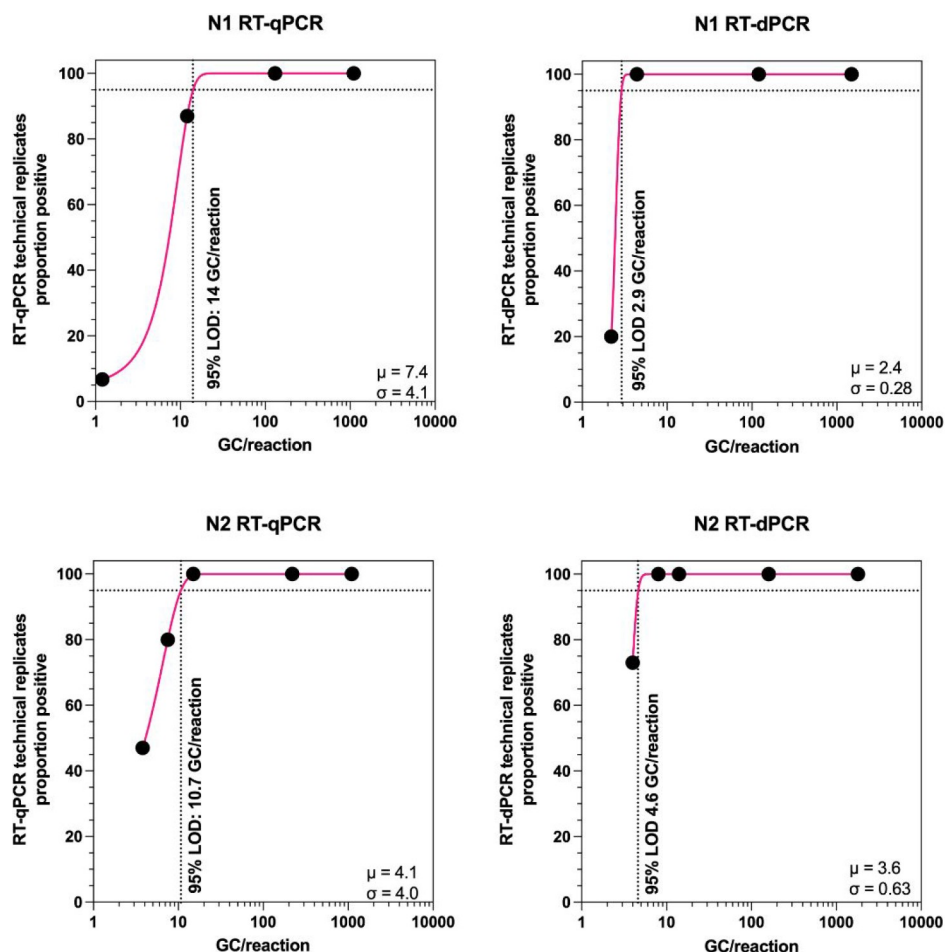 N1 RT-qPCR
RT-qPCR technical replicates
proportion positive
100
80
60
40
20
0
95% LOD: 14 GC/reaction
μ = 7.4
σ = 4.1
1
10
100
1000
10000
GC/reaction
N1 RT-dPCR
RT-dPCR technical replicates
proportion positive
100
80
60
40
20
0
95% LOD 2.9 GC/reaction
μ = 2.4
σ = 0.28
1
10
100
1000
10000
GC/reaction
N2 RT-qPCR
RT-qPCR technical replicates
proportion positive
100
80
60
40
20
0
95% LOD: 10.7 GC/reaction
μ = 4.1
σ = 4.0
1
10
100
1000
10000
GC/reaction
N2 RT-dPCR
RT-dPCR technical replicates
proportion positive
100
80
60
40
20
0
95% LOD 4.6 GC/reaction
μ = 3.6
σ = 0.63
1
10
100
1000
10000
GC/reaction